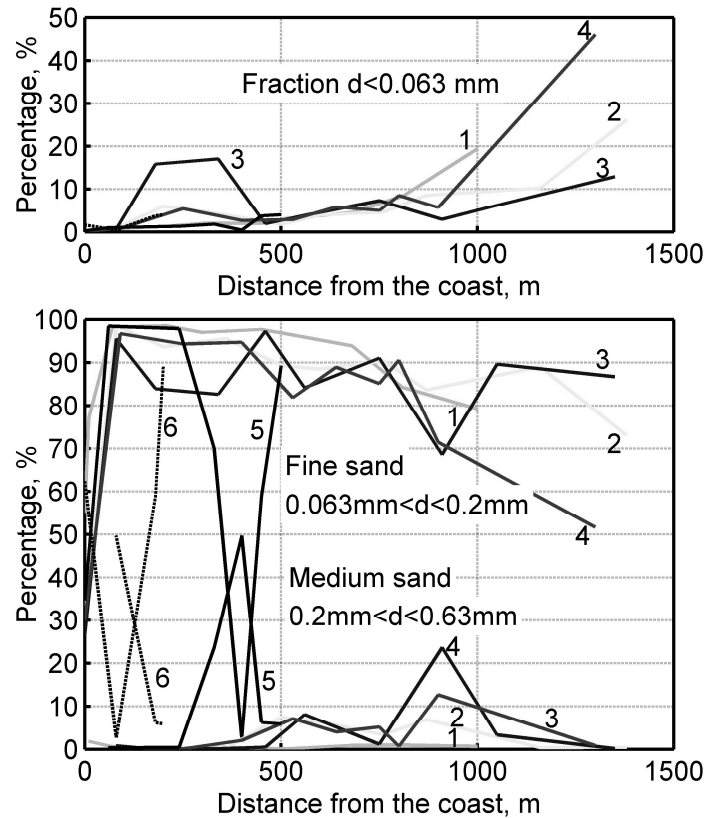 50
40
30
20
10
0
Percentage, %
Fraction d<0.063 mm
4
2
1
3
3
0 500 1000 1500
Distance from the coast, m
100
90
80
70
60
50
40
30
20
10
0
Percentage, %
3
1
6 5
2
Fine sand
0.063mm<d<0.2mm
4
Medium sand
0.2mm<d<0.63mm
4
6 5
2 3
1
0 500 1000 1500
Distance from the coast, m